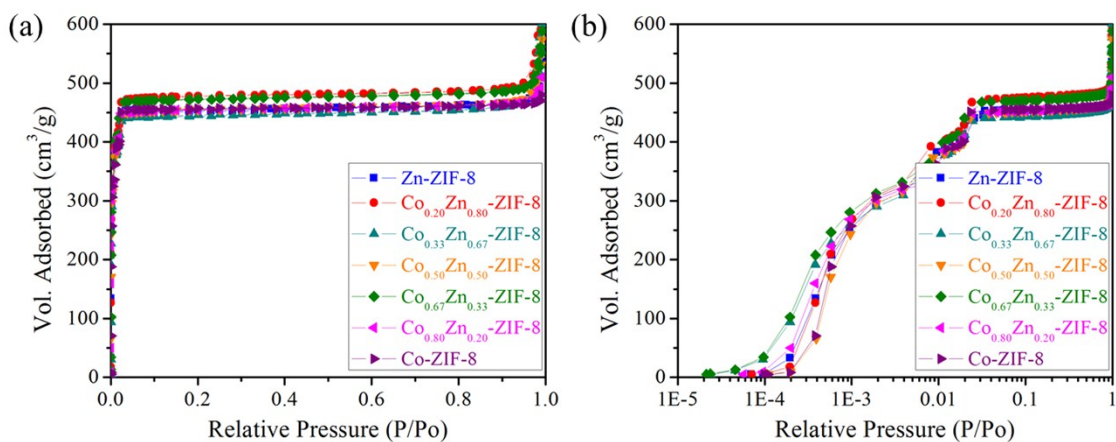 (a)
600
500
400
300
200
100
0
Vol. Adsorbed (cm³/g)
Zn-ZIF-8
Co₀.₂₀Zn₀.₈₀-ZIF-8
Co₀.₃₃Zn₀.₆₇-ZIF-8
Co₀.₅₀Zn₀.₅₀-ZIF-8
Co₀.₆₇Zn₀.₃₃-ZIF-8
Co₀.₈₀Zn₀.₂₀-ZIF-8
Co-ZIF-8
0.0 0.2 0.4 0.6 0.8 1.0
Relative Pressure (P/Po)
(b)
600
500
400
300
200
100
0
Vol. Adsorbed (cm³/g)
Zn-ZIF-8
Co₀.₂₀Zn₀.₈₀-ZIF-8
Co₀.₃₃Zn₀.₆₇-ZIF-8
Co₀.₅₀Zn₀.₅₀-ZIF-8
Co₀.₆₇Zn₀.₃₃-ZIF-8
Co₀.₈₀Zn₀.₂₀-ZIF-8
Co-ZIF-8
1E-5 1E-4 1E-3 0.01 0.1 1
Relative Pressure (P/Po)